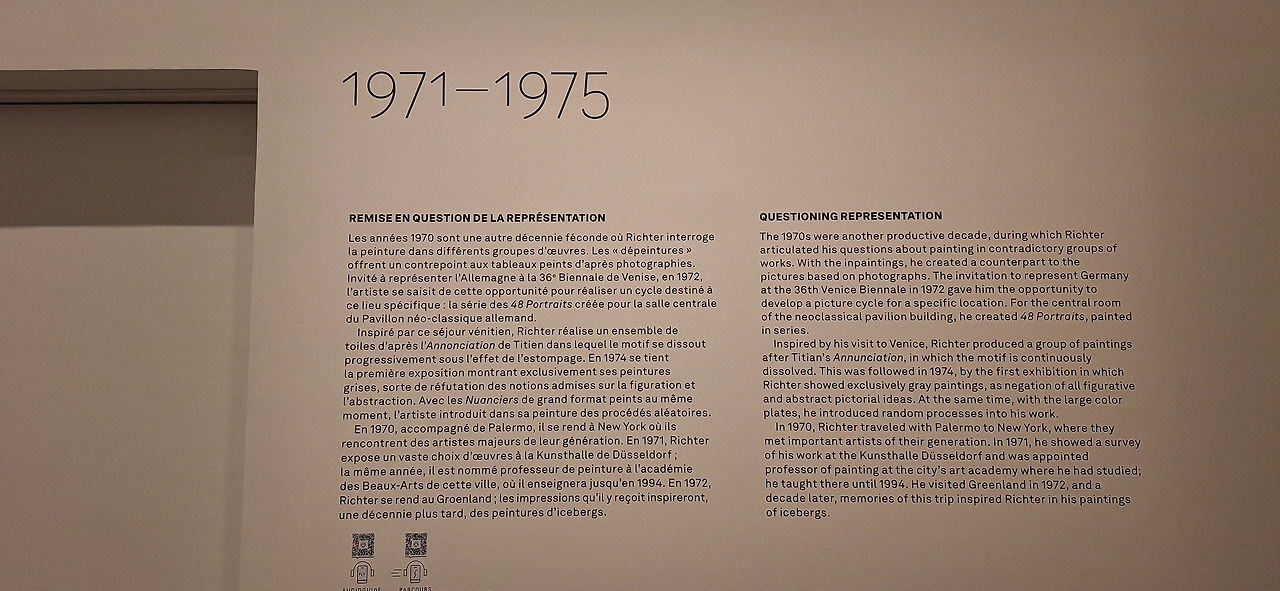 1971—1975
REMISE EN QUESTION DE LA REPRÉSENTATION
Les années 1970 sont une autre décennie féconde où Richter interroge
la peinture dans différents groupes d'œuvres. Les « dépeintures »
offrent un contrepoint aux tableaux peints d'après photographies.
Invité à représenter l'Allemagne à la 36e Biennale de Venise, en 1972,
l'artiste se saisit de cette opportunité pour réaliser un cycle destiné à
ce lieu spécifique : la série des 48 Portraits créée pour la salle centrale
du Pavillon néo-classique allemand.
Inspiré par ce séjour vénitien, Richter réalise un ensemble de
toiles d'après l'Annonciation de Titien dans lequel le motif se dissout
progressivement sous l'effet de l'estompage. En 1974 se tient
la première exposition montrant exclusivement ses peintures
grises, sorte de réfutation des notions admises sur la figuration et
l'abstraction. Avec les Nuanciers de grand format peints au même
moment, l'artiste introduit dans sa peinture des procédés aléatoires.
En 1970, accompagné de Palermo, il se rend à New York où ils
rencontrent des artistes majeurs de leur génération. En 1971, Richter
expose un vaste choix d'œuvres à la Kunsthalle de Düsseldorf ;
la même année, il est nommé professeur de peinture à l'académie
des Beaux-Arts de cette ville, où il enseignera jusqu'en 1994. En 1972,
Richter se rend au Groenland ; les impressions qu'il y reçoit inspireront,
une décennie plus tard, des peintures d'icebergs.
QUESTIONING REPRESENTATION
The 1970s were another productive decade, during which Richter
articulated his questions about painting in contradictory groups of
works. With the inpaintings, he created a counterpart to the
pictures based on photographs. The invitation to represent Germany
at the 36th Venice Biennale in 1972 gave him the opportunity to
develop a picture cycle for a specific location. For the central room
of the neoclassical pavilion building, he created 48 Portraits, painted
in series.
Inspired by his visit to Venice, Richter produced a group of paintings
after Titian's Annunciation, in which the motif is continuously
dissolved. This was followed in 1974, by the first exhibition in which
Richter showed exclusively gray paintings, as negation of all figurative
and abstract pictorial ideas. At the same time, with the large color
plates, he introduced random processes into his work.
In 1970, Richter traveled with Palermo to New York, where they
met important artists of their generation. In 1971, he showed a survey
of his work at the Kunsthalle Düsseldorf and was appointed
professor of painting at the city's art academy where he had studied;
he taught there until 1994. He visited Greenland in 1972, and a
decade later, memories of this trip inspired Richter in his paintings
of icebergs.
AUDIOGUIDE
PARCOURS